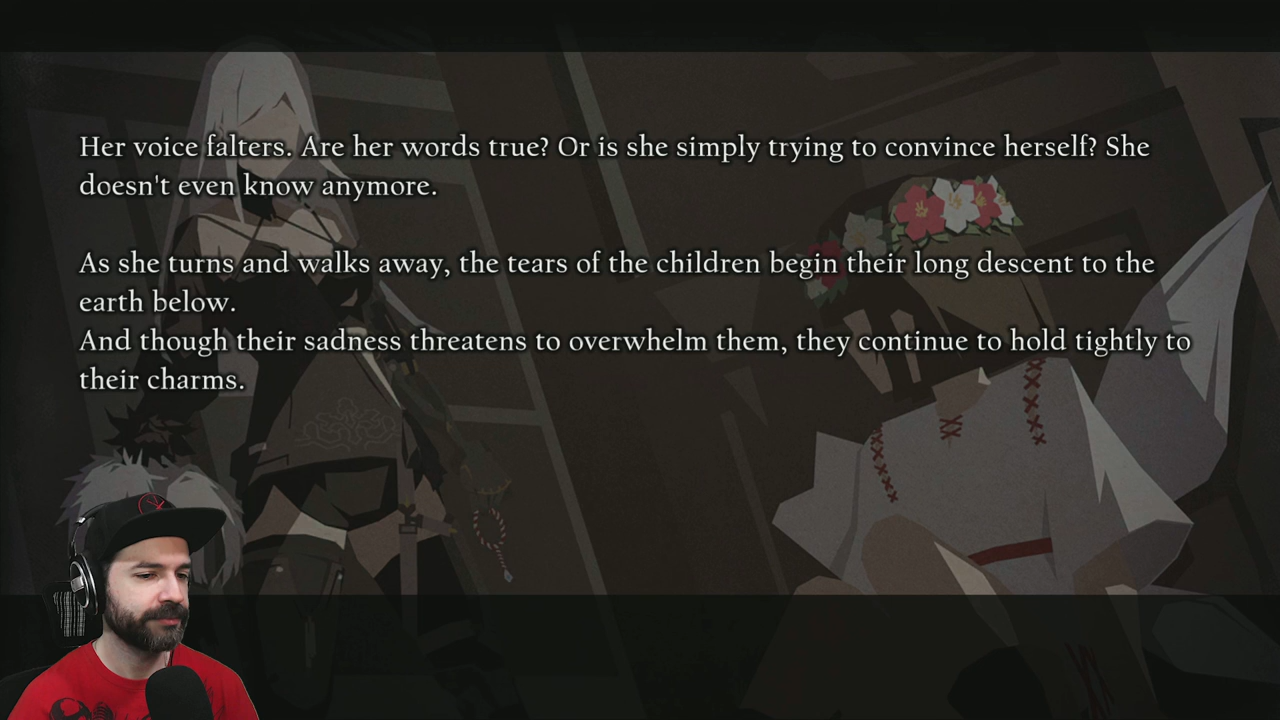 Her voice falters. Are her words true? Or is she simply trying to convince herself? She
doesn't even know anymore.
As she turns and walks away, the tears of the children begin their long descent to the
earth below.
And though their sadness threatens to overwhelm them, they continue to hold tightly to
their charms.